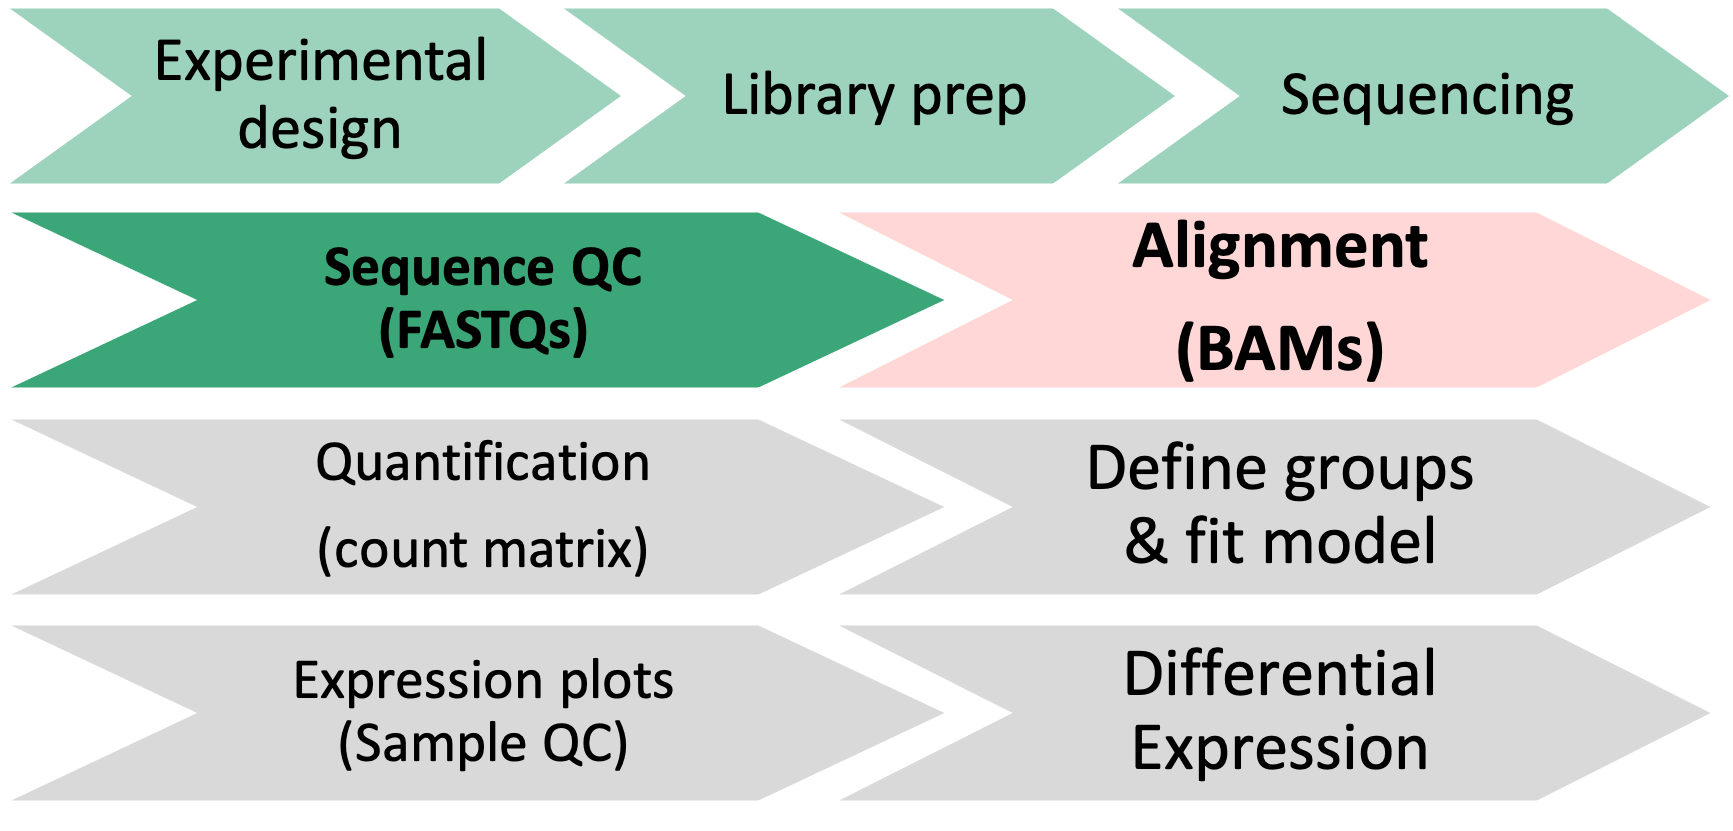 Experimental
design
Library prep
Sequencing
Sequence QC
(FASTQs)
Alignment
(BAMs)
Quantification
(count matrix)
Define groups
& fit model
Expression plots
(Sample QC)
Differential
Expression